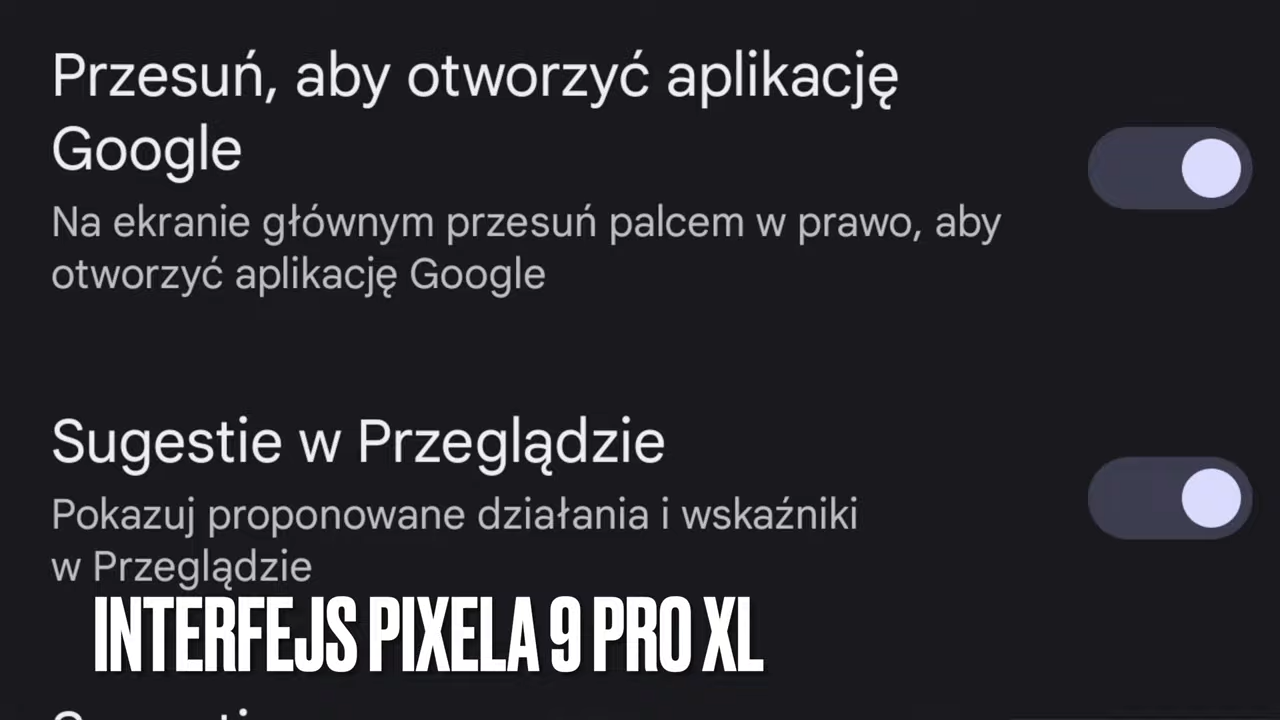 Przesuń, aby otworzyć aplikację
Google
Na ekranie głównym przesuń palcem w prawo, aby
otworzyć aplikację Google
Sugestie w Przeglądzie
Pokazuj proponowane działania i wskaźniki
w Przeglądzie
INTERFEJS PIXELA 9 PRO XL